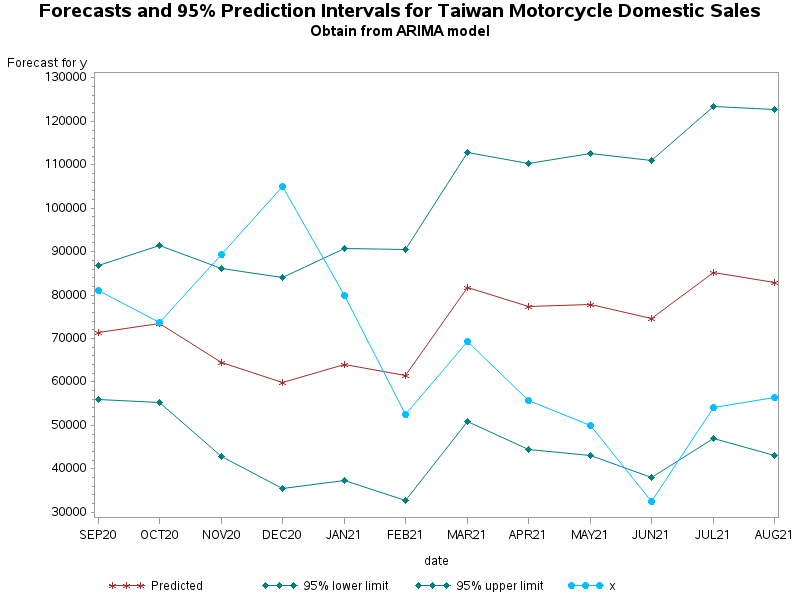 Forecasts and 95% Prediction Intervals for Taiwan Motorcycle Domestic Sales
Obtain from ARIMA model
Forecast for y
130000
120000
110000
100000
90000
80000
70000
60000
50000
40000
30000
SEP20 OCT20 NOV20 DEC20 JAN21 FEB21 MAR21 APR21 MAY21 JUN21 JUL21 AUG21
date
Predicted 95% lower limit 95% upper limit x